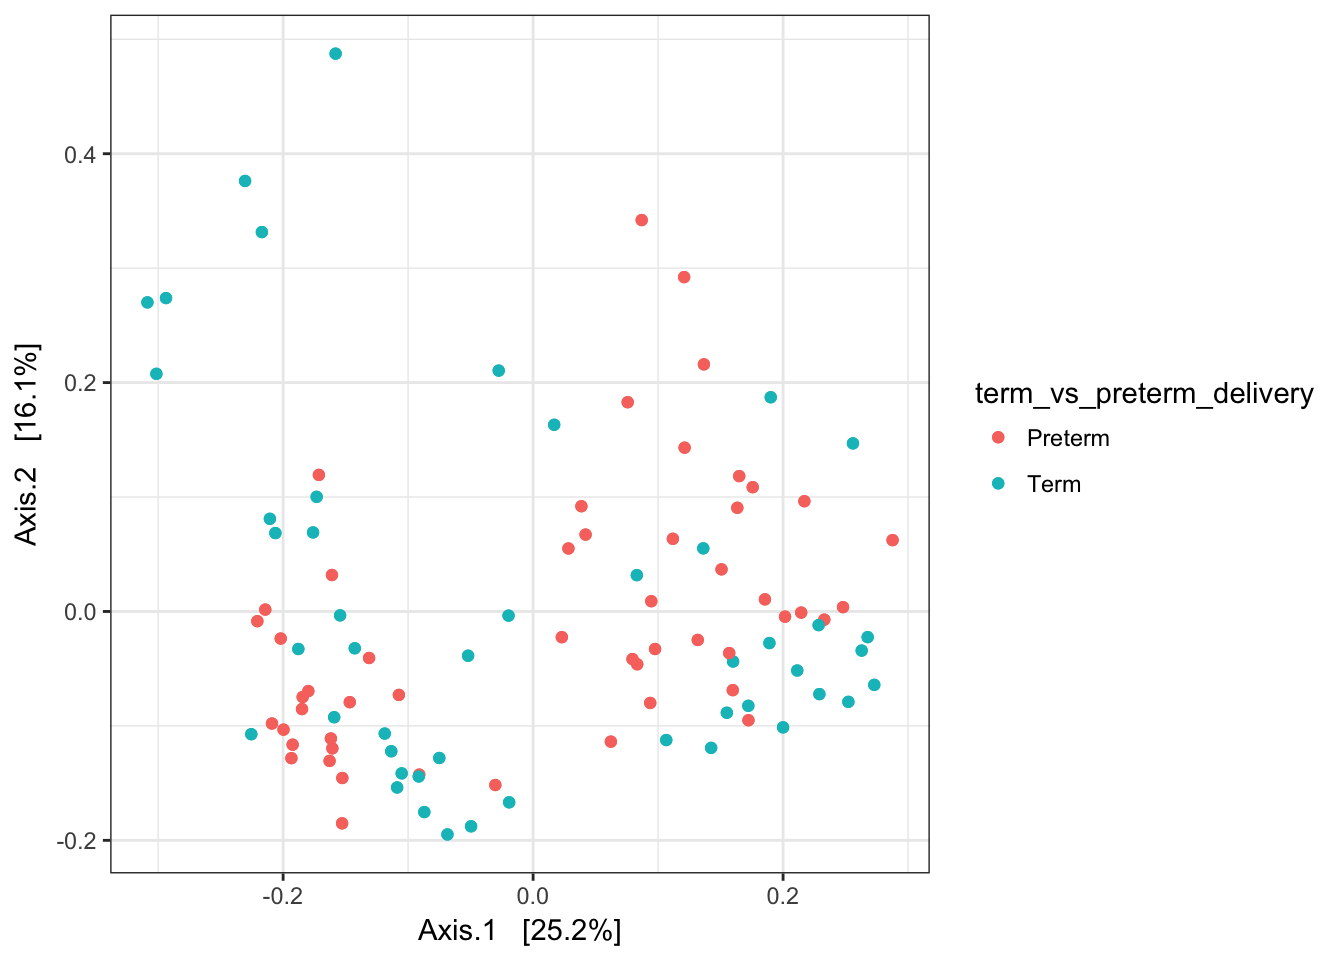 0.4
0.2
0.0
-0.2
-0.2
0.0
0.2
Axis.1 [25.2%]
Axis.2 [16.1%]
term_vs_preterm_delivery
Preterm
Term